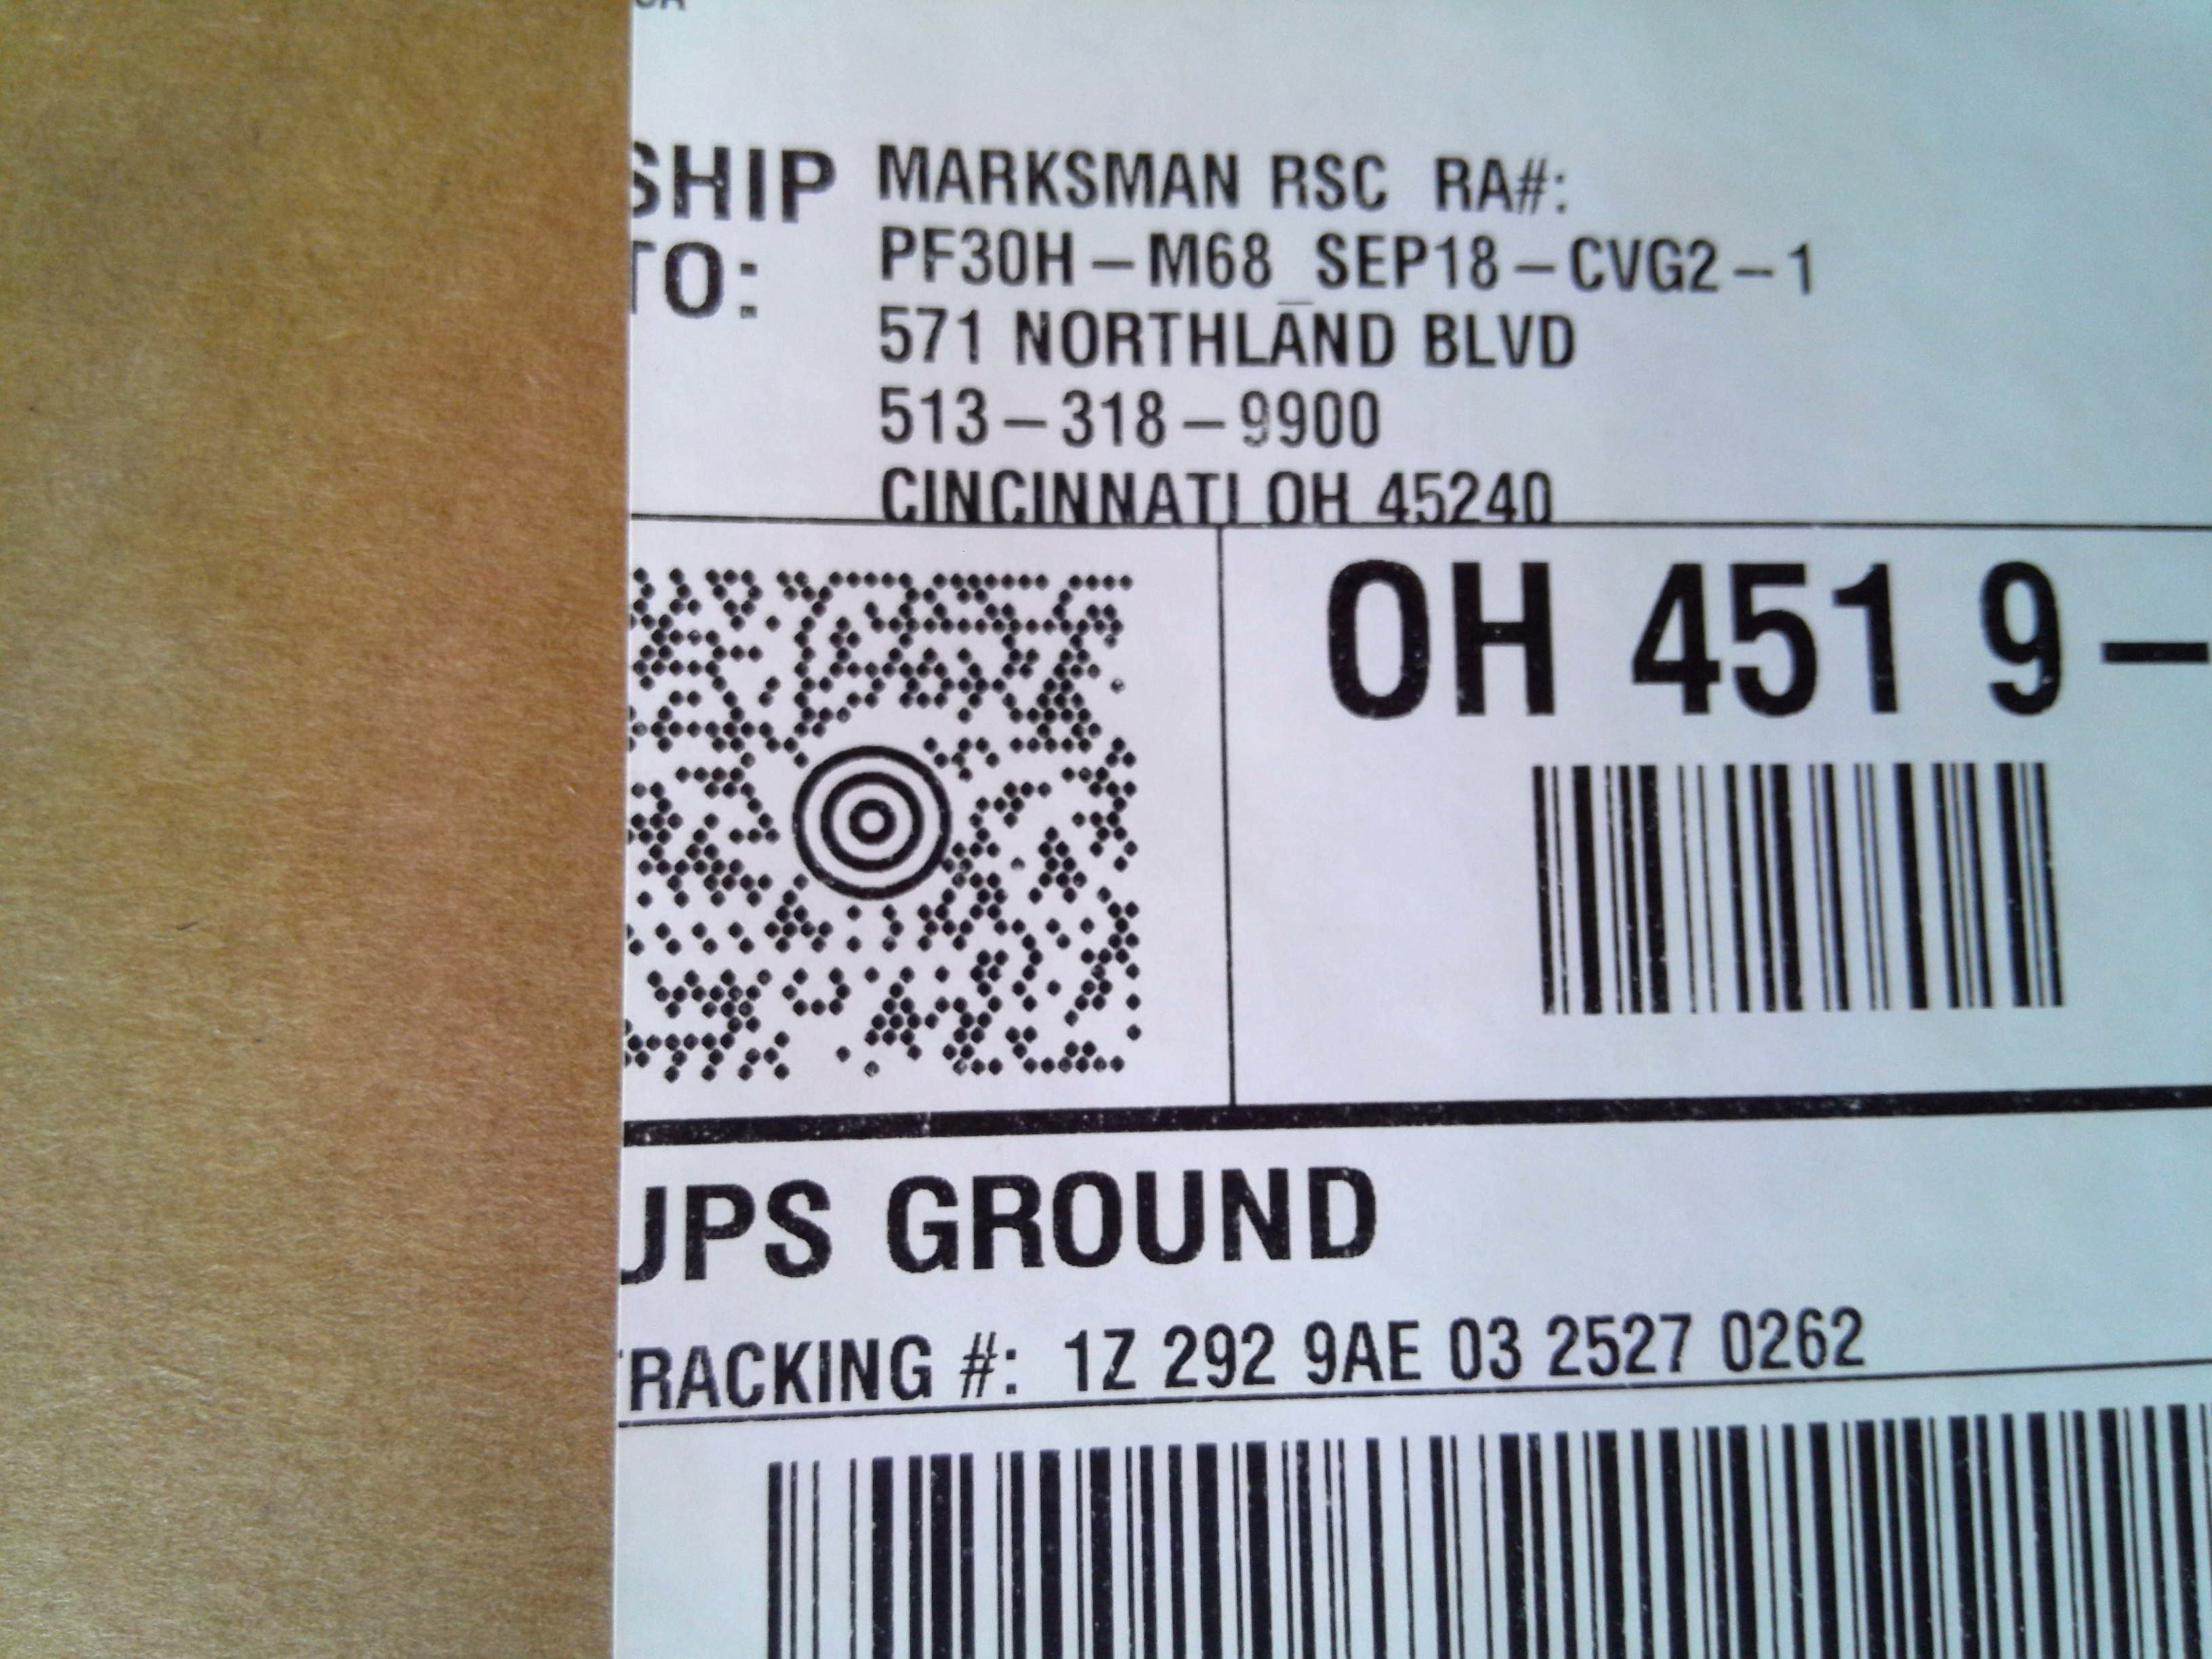 SHIP
TO:
MARKSMAN RSC RA#:
PF30H-M68_SEP18-CVG2-1
571 NORTHLAND BLVD
513-318-9900
CINCINNATI OH 45240
OH 451 9-
UPS GROUND
TRACKING #: 1Z 292 9AE 03 2527 0262